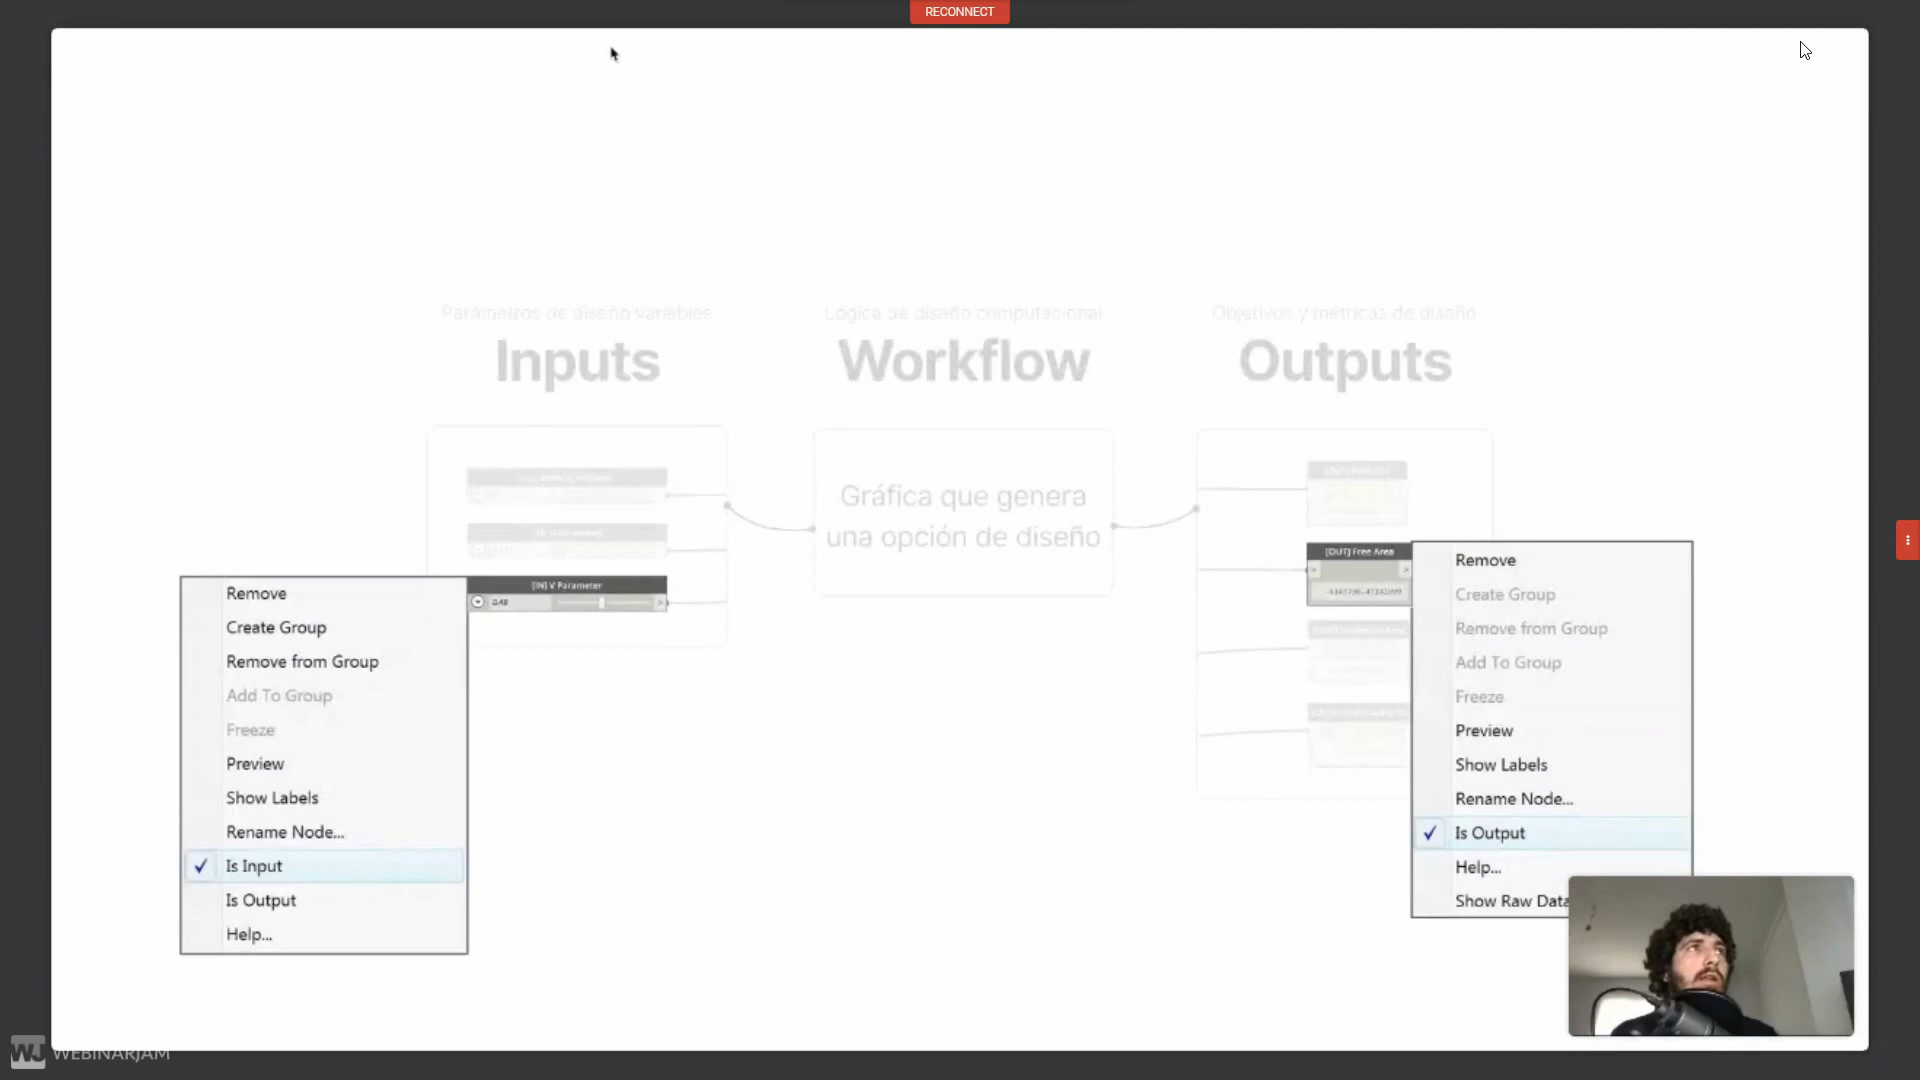 RECONNECT
Parámetros de diseño variables
Inputs
Lógica de diseño computacional
Workflow
Objetivos y métricas de diseño
Outputs
Gráfica que genera
una opción de diseño
[IN] V Parameter
0.48
[OUT] Free Area
Remove
Create Group
Remove from Group
Add To Group
Freeze
Preview
Show Labels
Rename Node...
Is Input
Is Output
Help...
Remove
Create Group
Remove from Group
Add To Group
Freeze
Preview
Show Labels
Rename Node...
Is Output
Help...
Show Raw Data
WJ WEBINARJAM